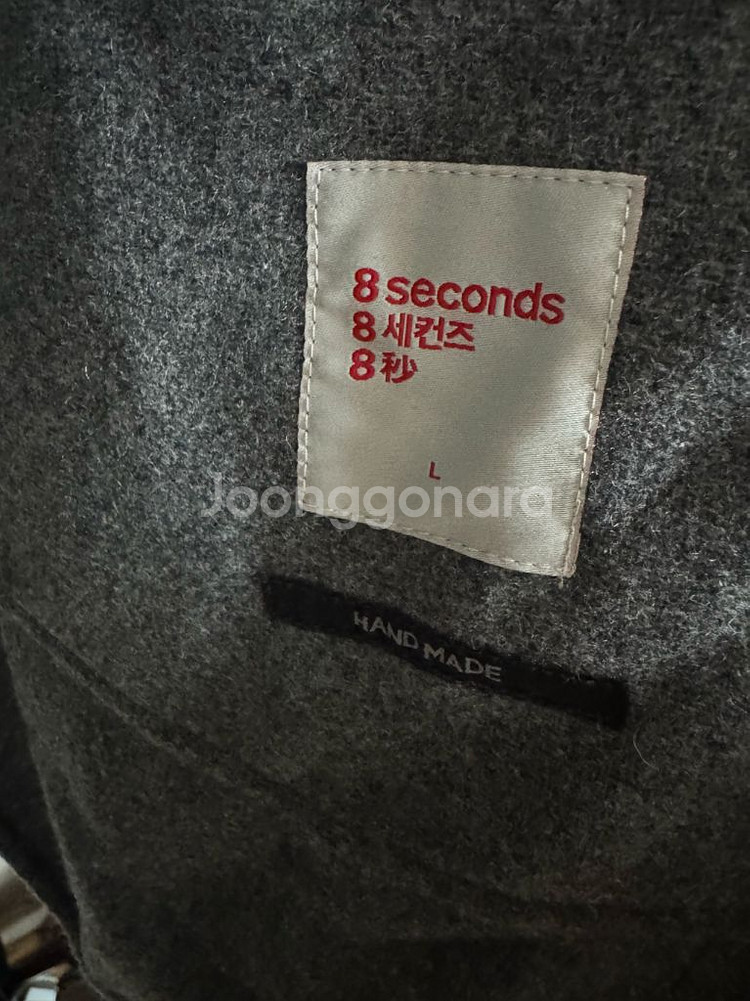 8 seconds
8 세컨즈
8 秒
L
Joonggonara
HAND MADE